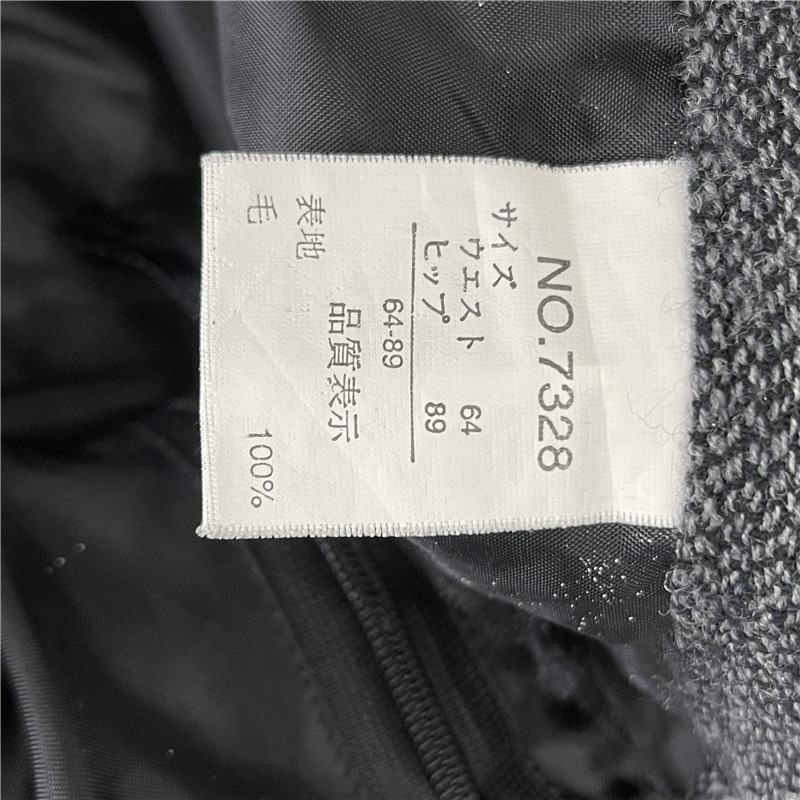 NO.7328
サイズ
ウエスト 64
ヒップ 89
64-89
品質表示
表地
毛 100%